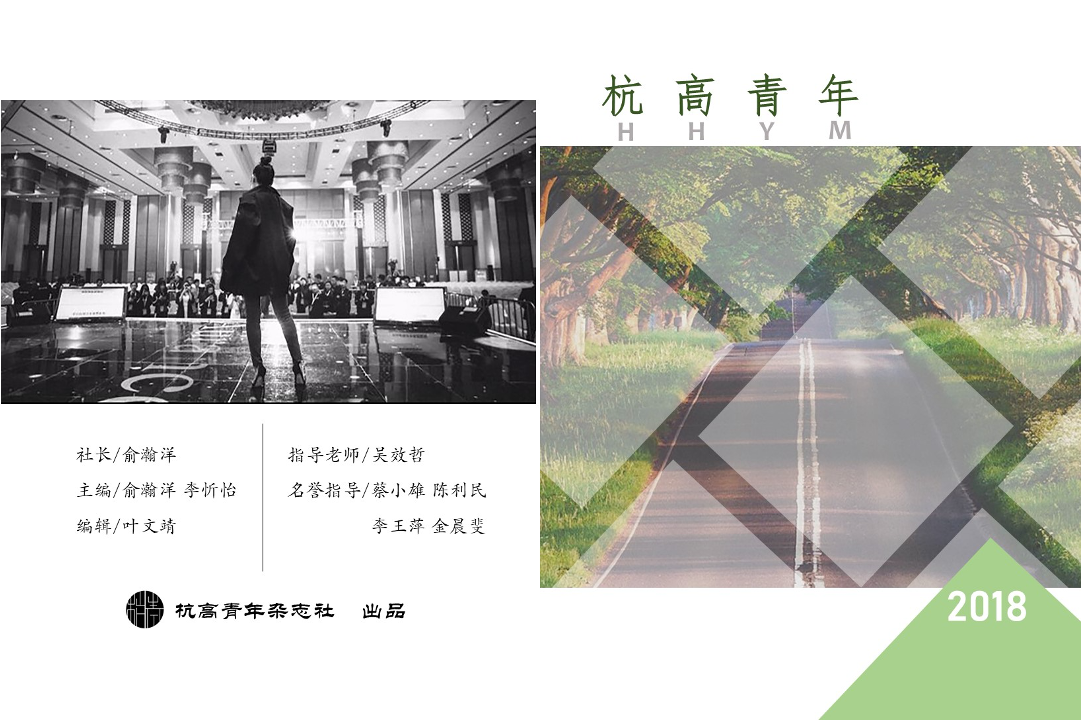 杭高青年
HHYM
社长/俞瀚洋
主编/俞瀚洋 李忻怡
编辑/叶文靖
指导老师/吴效哲
名誉指导/蔡小雄 陈利民
李王萍 金晨斐
杭高青年杂志社 出品
2018